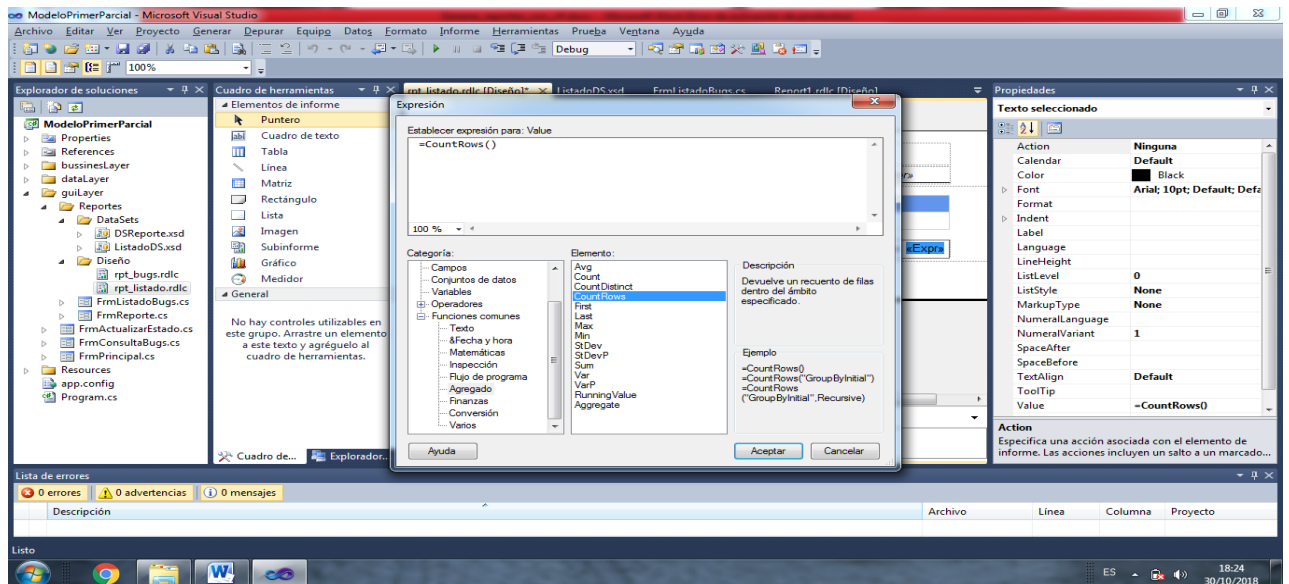 ModeloPrimerParcial - Microsoft Visual Studio
Archivo Editar Ver Proyecto Generar Depurar Equipo Datos Formato Informe Herramientas Prueba Ventana Ayuda
Debug
100%
Explorador de soluciones
ModeloPrimerParcial
Properties
References
bussinesLayer
dataLayer
guiLayer
Reportes
DataSets
DSReporte.xsd
ListadoDS.xsd
Diseño
rpt_bugs.rdlc
rpt_listado.rdlc
FrmListadoBugs.cs
FrmReporte.cs
FrmActualizarEstado.cs
FrmConsultaBugs.cs
FrmPrincipal.cs
Resources
app.config
Program.cs
Cuadro de herramientas
Elementos de informe
Puntero
Cuadro de texto
Tabla
Línea
Matriz
Rectángulo
Lista
Imagen
Subinforme
Gráfico
Medidor
General
No hay controles utilizables en
este grupo. Arrastre un elemento
a este texto y agréguelo al
cuadro de herramientas.
Cuadro de... Explorador...
rpt_listado.rdlc [Diseño]* ListadoDS.xsd FrmListadoBugs.cs Report1.rdlc [Diseño]
Expresión
Establecer expresión para: Value
=CountRows()
100 %
Categoría:
Campos
Conjuntos de datos
Variables
Operadores
Funciones comunes
Texto
&Fecha y hora
Matemáticas
Inspección
Flujo de programa
Agregado
Finanzas
Conversión
Varios
Elemento:
Avg
Count
CountDistinct
CountRows
First
Last
Max
Min
StDev
StDevP
Sum
Var
VarP
RunningValue
Aggregate
Descripción
Devuelve un recuento de filas
dentro del ámbito
especificado.
Ejemplo
=CountRows()
=CountRows("GroupByInitial")
=CountRows
("GroupByInitial",Recursive)
Ayuda
Aceptar
Cancelar
«Expr»
Propiedades
Texto seleccionado
Action Ninguna
Calendar Default
Color Black
Font Arial; 10pt; Default; Defa
Format
Indent
Label
Language
LineHeight
ListLevel 0
ListStyle None
MarkupType None
NumeralLanguage
NumeralVariant 1
SpaceAfter
SpaceBefore
TextAlign Default
ToolTip
Value =CountRows()
Action
Especifica una acción asociada con el elemento de
informe. Las acciones incluyen un salto a un marcado...
Lista de errores
0 errores 0 advertencias 0 mensajes
Descripción Archivo Línea Columna Proyecto
Listo
ES 18:24
30/10/2018